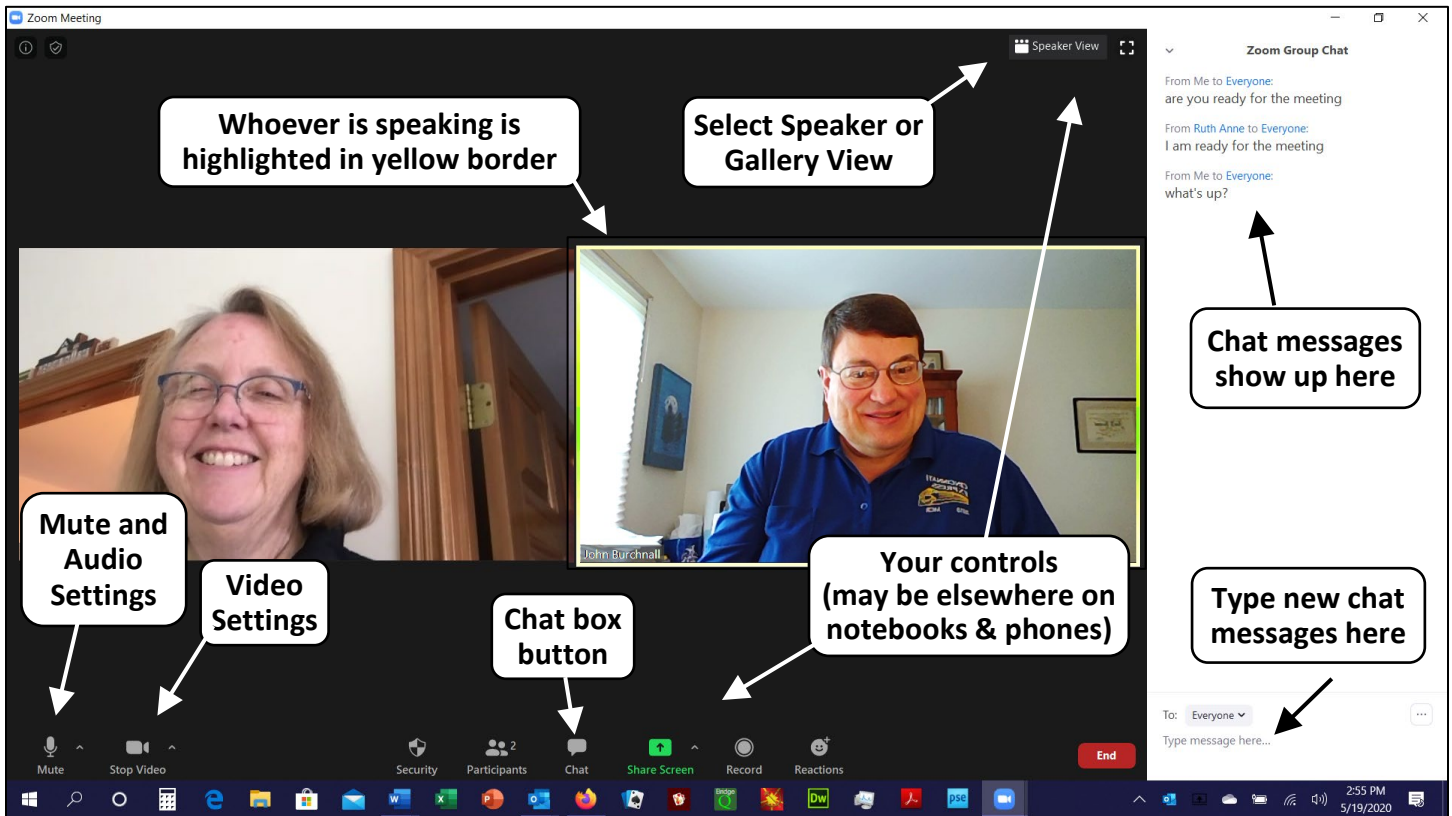 Zoom Meeting
Speaker View
Zoom Group Chat
From Me to Everyone:
are you ready for the meeting
From Ruth Anne to Everyone:
I am ready for the meeting
From Me to Everyone:
what's up?
Whoever is speaking is
highlighted in yellow border
Select Speaker or
Gallery View
Chat messages
show up here
John Burchnall
Mute and
Audio
Settings
Video
Settings
Chat box
button
Your controls
(may be elsewhere on
notebooks & phones)
Type new chat
messages here
To: Everyone
Type message here...
Mute
Stop Video
Security
2
Participants
Chat
Share Screen
Record
Reactions
End
Bridge
Q
Dw
pse
2:55 PM
5/19/2020